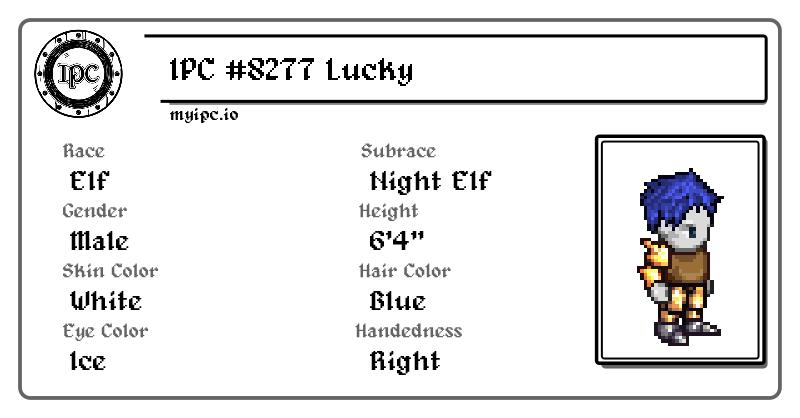 IPC
IPC #8277 Lucky
myipc.io
Race
Elf
Subrace
Night Elf
Gender
Male
Height
6'4"
Skin Color
White
Hair Color
Blue
Eye Color
Ice
Handedness
Right